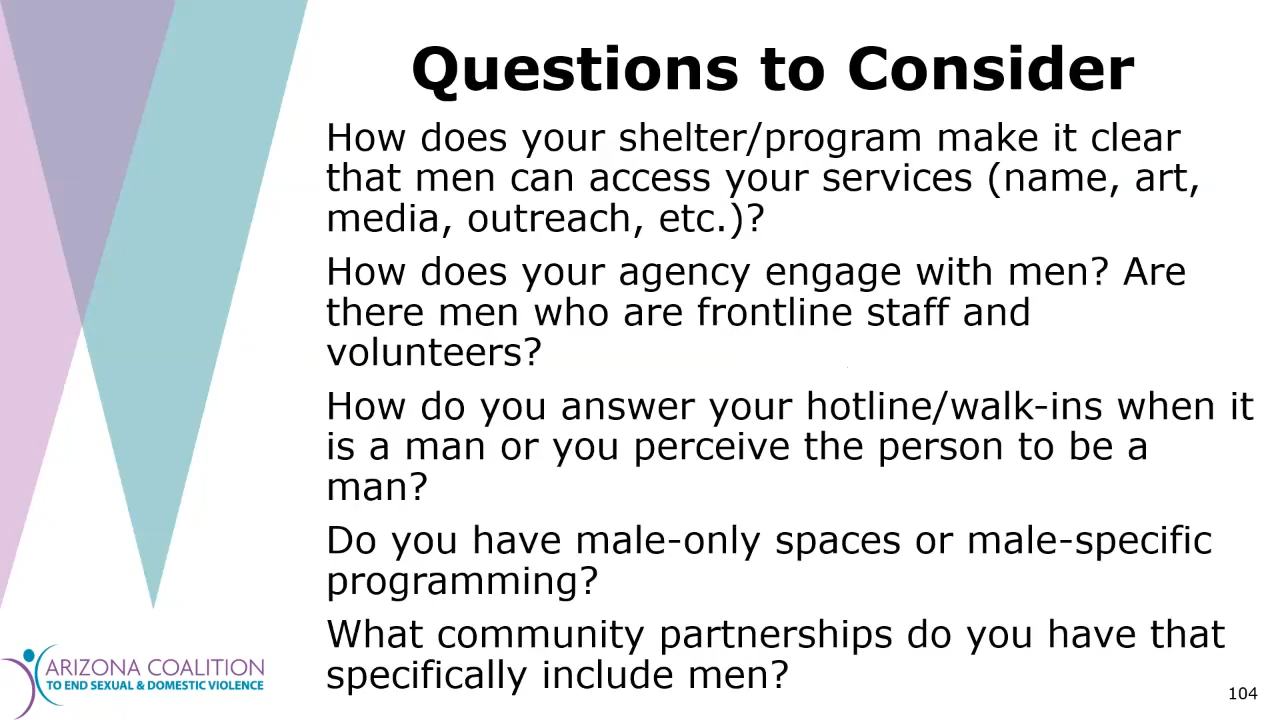 Questions to Consider
How does your shelter/program make it clear
that men can access your services (name, art,
media, outreach, etc.)?
How does your agency engage with men? Are
there men who are frontline staff and
volunteers?
How do you answer your hotline/walk-ins when it
is a man or you perceive the person to be a
man?
Do you have male-only spaces or male-specific
programming?
What community partnerships do you have that
specifically include men?
ARIZONA COALITION
TO END SEXUAL & DOMESTIC VIOLENCE
104